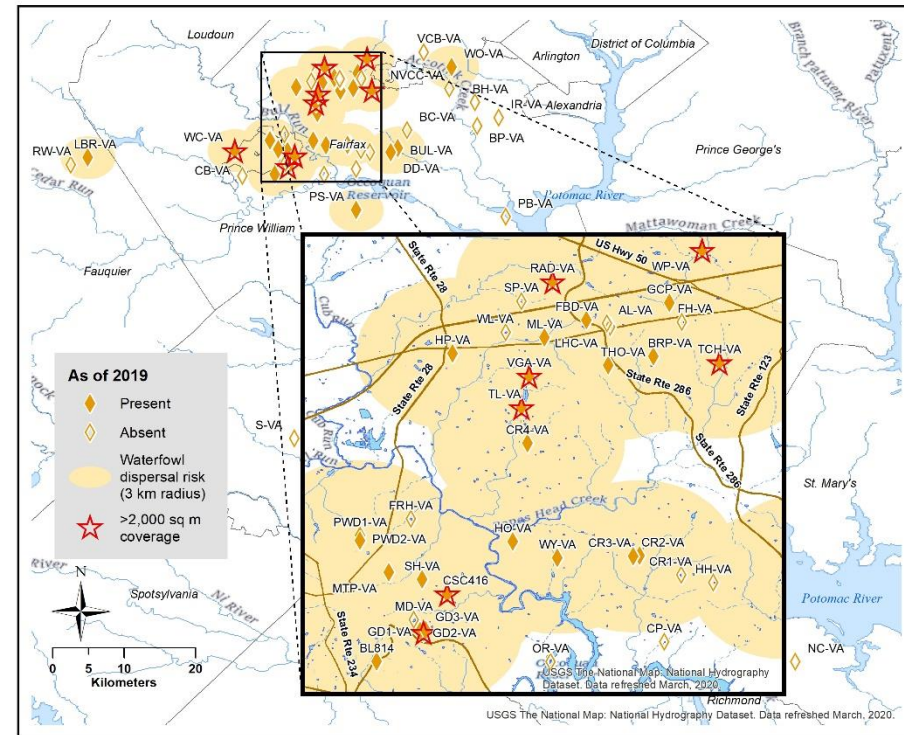 Loudoun
VCB-VA
WO-VA
Arlington
District of Columbia
Accotink
Creek
NVCC-VA
BH-VA
IR-VA
Alexandria
BC-VA
BP-VA
Branch Patuxent River
Patuxent
Bull Run
WC-VA
Fairfax
BUL-VA
Prince George's
RW-VA
LBR-VA
Cedar Run
CB-VA
DD-VA
Occoquan
Reservoir
Potomac River
PS-VA
PB-VA
Prince William
Mattawoman Creek
Fauquier
State Rte 28
US Hwy 50
WP-VA
RAD-VA
SP-VA
GCP-VA
FBD-VA
AL-VA
FH-VA
Cub Run
WL-VA
ML-VA
HP-VA
LHC-VA
THO-VA
BRP-VA
TCH-VA
VGA-VA
State Rte 286
State Rte 123
State Rte 28
TL-VA
CR4-VA
State Rte 286
As of 2019
Present
Absent
Waterfowl
dispersal risk
(3 km radius)
>2,000 sq m
coverage
S-VA
St. Mary's
FRH-VA
PWD1-VA
PWD2-VA
HO-VA
WY-VA
CR3-VA
CR2-VA
CR1-VA
HH-VA
SH-VA
MTP-VA
CSC416
MD-VA
GD3-VA
GD1-VA
GD2-VA
State Rte 234
BL814
CP-VA
OR-VA
N
Spotsylvania
Ni River
River
Potomac River
NC-VA
0 5 10 20
Kilometers
USGS The National Map: National Hydrography
Dataset. Data refreshed March, 2020.
Richmond
USGS The National Map: National Hydrography Dataset. Data refreshed March, 2020.